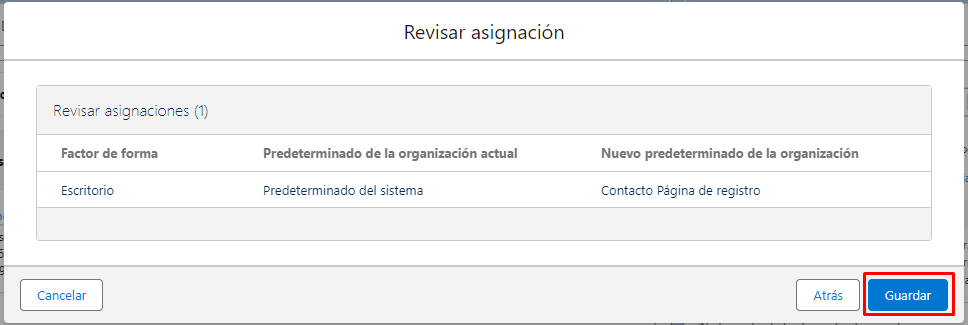 Revisar asignación
Revisar asignaciones (1)
Factor de forma Predeterminado de la organización actual Nuevo predeterminado de la organización
Escritorio Predeterminado del sistema Contacto Página de registro
Cancelar Atrás Guardar